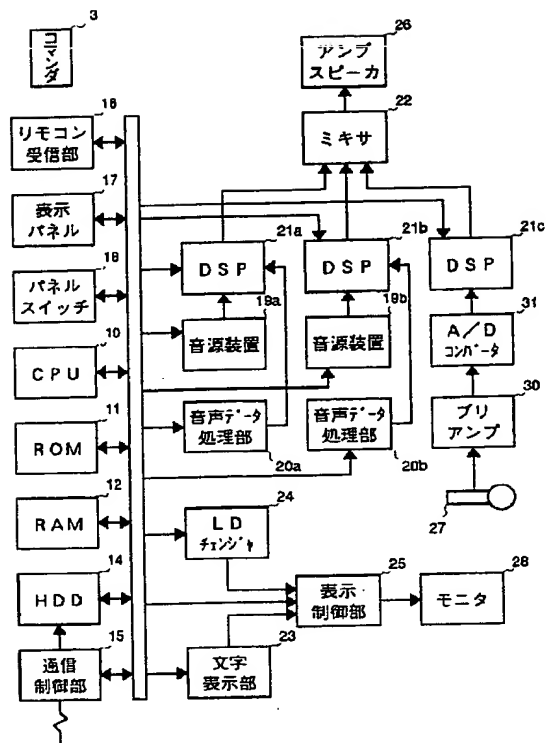 3
コマンダ
16
リモコン
受信部
17
表示
パネル
18
パネル
スイッチ
10
CPU
11
ROM
12
RAM
14
HDD
15
通信
制御部
26
アンプ
スピーカ
22
ミキサ
21a
DSP
21b
DSP
21c
DSP
19a
音源装置
19b
音源装置
31
A/D
コンバータ
音声データ
処理部
20a
音声データ
処理部
20b
30
プリ
アンプ
27
24
LD
チェンジャ
25
表示
制御部
28
モニタ
23
文字
表示部